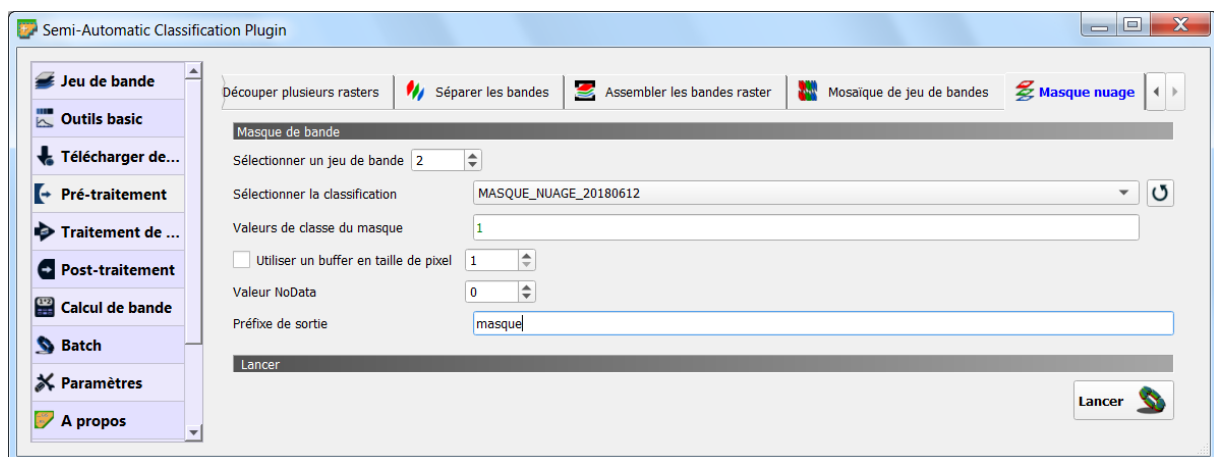 Semi-Automatic Classification Plugin
Jeu de bande
Outils basic
Télécharger de...
Pré-traitement
Traitement de ...
Post-traitement
Calcul de bande
Batch
Paramètres
A propos
Découper plusieurs rasters
Séparer les bandes
Assembler les bandes raster
Mosaïque de jeu de bandes
Masque nuage
Masque de bande
Sélectionner un jeu de bande 2
Sélectionner la classification MASQUE_NUAGE_20180612
Valeurs de classe du masque 1
Utiliser un buffer en taille de pixel 1
Valeur NoData 0
Préfixe de sortie masque
Lancer
Lancer